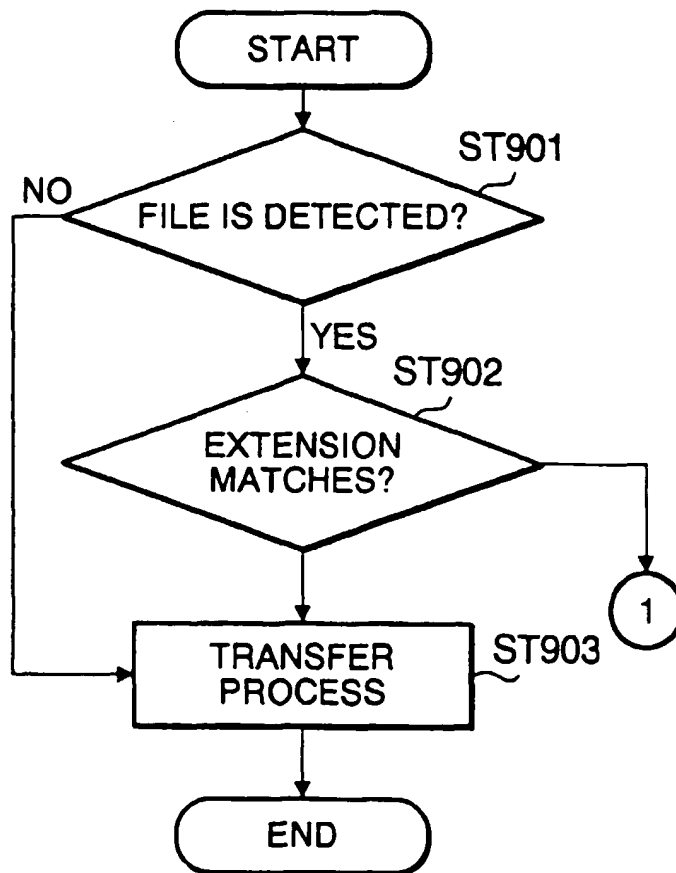 START
ST901
NO
FILE IS DETECTED?
YES
ST902
EXTENSION
MATCHES?
1
TRANSFER
PROCESS
ST903
END